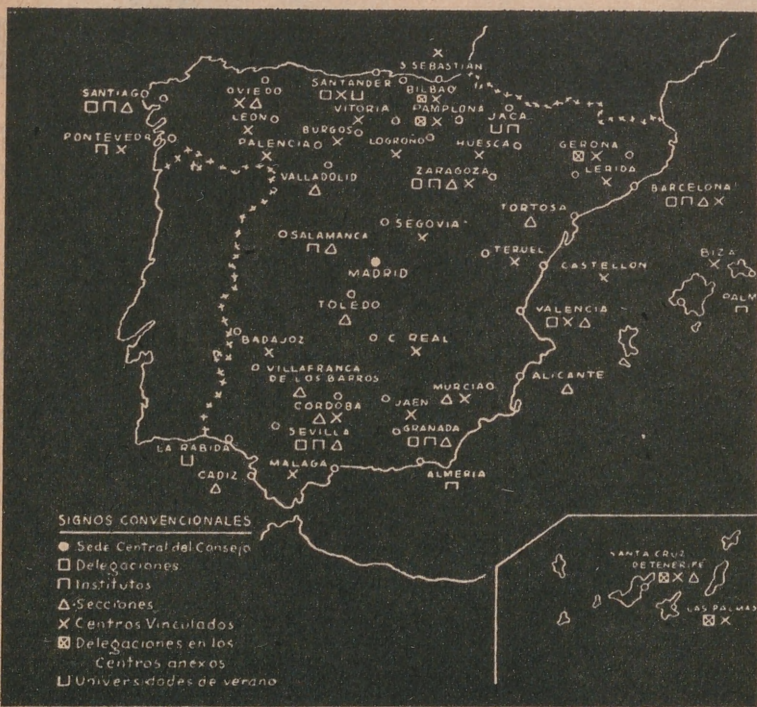 S. SEBASTIAN
SANTIAGO
OVIEDO
SANTANDER
BILBAO
LEON
VITORIA
PAMPLONA
JACA
PONTEVEDR
BURGOS
PALENCIA
LOGROÑO
HUESCA
GERONA
VALLADOLID
ZARAGOZA
LERIDA
BARCELONA
TORTOSA
SEGOVIA
SALAMANCA
TERUEL
MADRID
CASTELLON
BIZA
PALM
TOLEDO
VALENCIA
BADAJOZ
C REAL
VILLAFRANCA
DE LOS BARROS
ALICANTE
MURCIA
CORDOBA
JAEN
SEVILLA
GRANADA
LA RABIDA
CADIZ
MALAGA
ALMERIA
SIGNOS CONVENCIONALES
Sede Central del Consejo
Delegaciones
Institutos
Secciones
Centros Vinculados
Delegaciones en los
Centros anexos
Universidades de verano
SANTA CRUZ
DE TENERIFE
LAS PALMAS